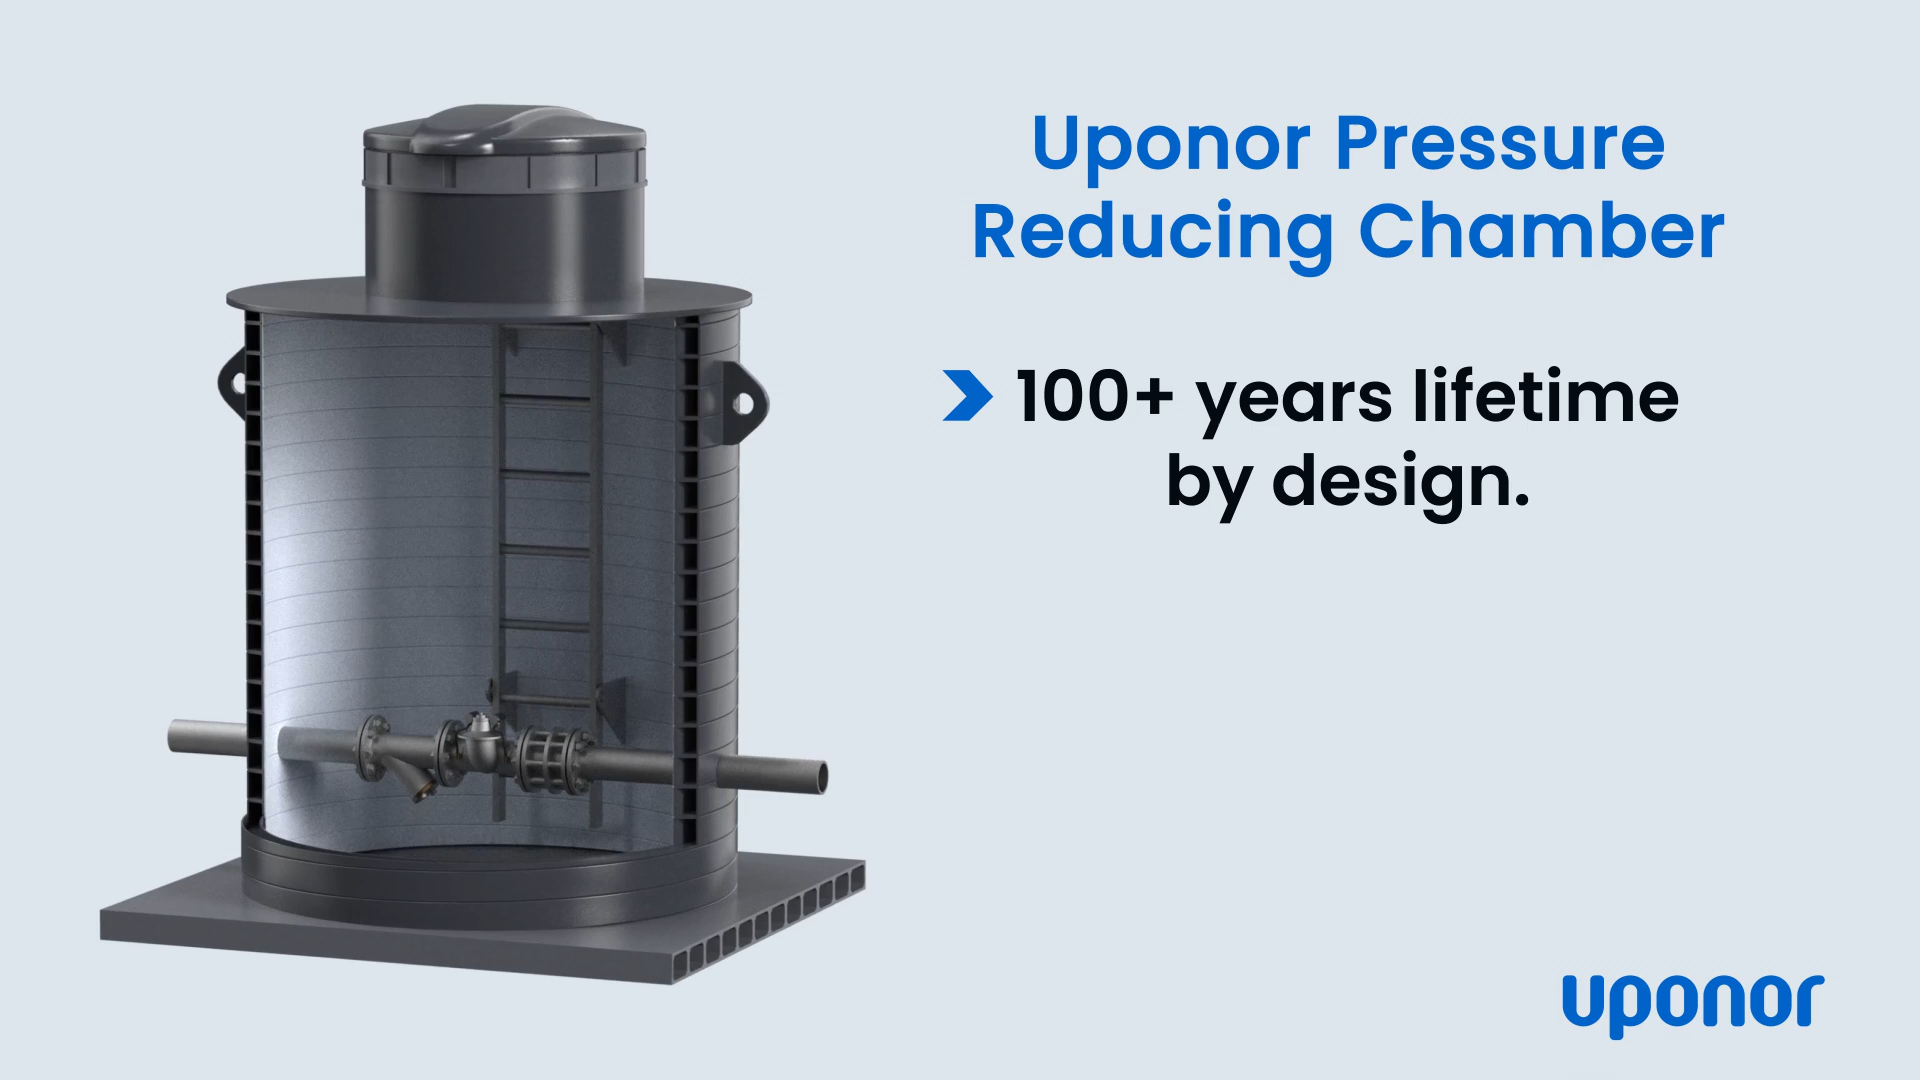 Uponor Pressure
Reducing Chamber
100+ years lifetime
by design.
uponor